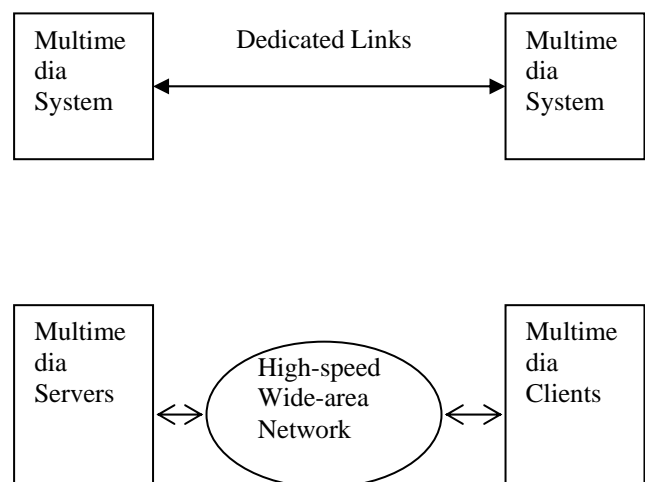 Multime
dia
System
Dedicated Links
Multime
dia
System
Multime
dia
Servers
High-speed
Wide-area
Network
Multime
dia
Clients